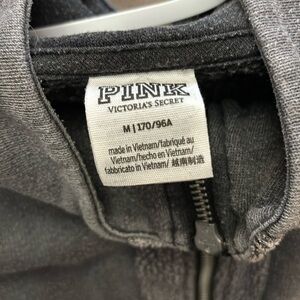 PINK
VICTORIA'S SECRET
M | 170/96A
made in Vietnam/fabriqué au
Vietnam/hecho en Vietnam/
fabbricato in Vietnam/ 越南制造